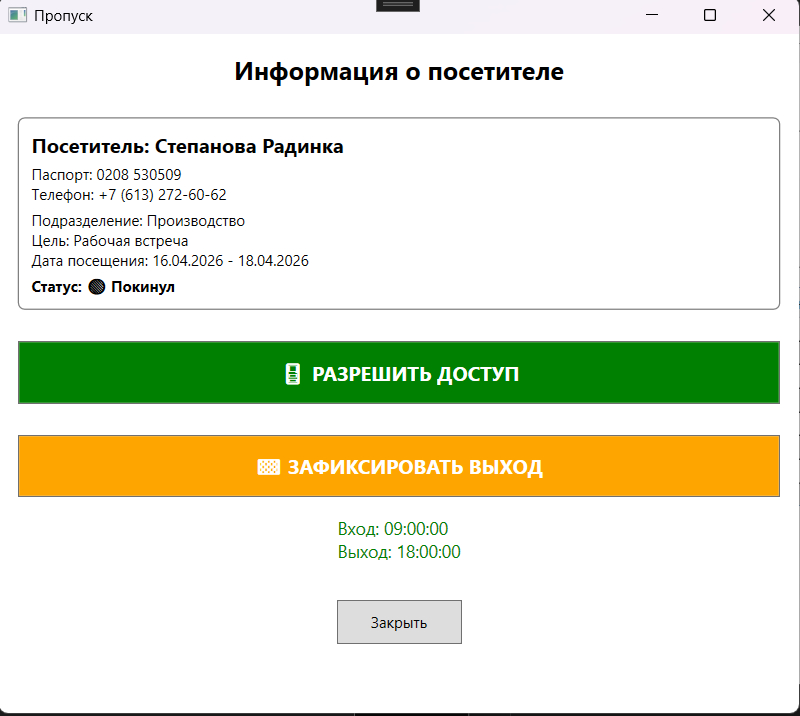 Пропуск
Информация о посетителе
Посетитель: Степанова Радинка
Паспорт: 0208 530509
Телефон: +7 (613) 272-60-62
Подразделение: Производство
Цель: Рабочая встреча
Дата посещения: 16.04.2026 - 18.04.2026
Статус: Покинул
РАЗРЕШИТЬ ДОСТУП
ЗАФИКСИРОВАТЬ ВЫХОД
Вход: 09:00:00
Выход: 18:00:00
Закрыть